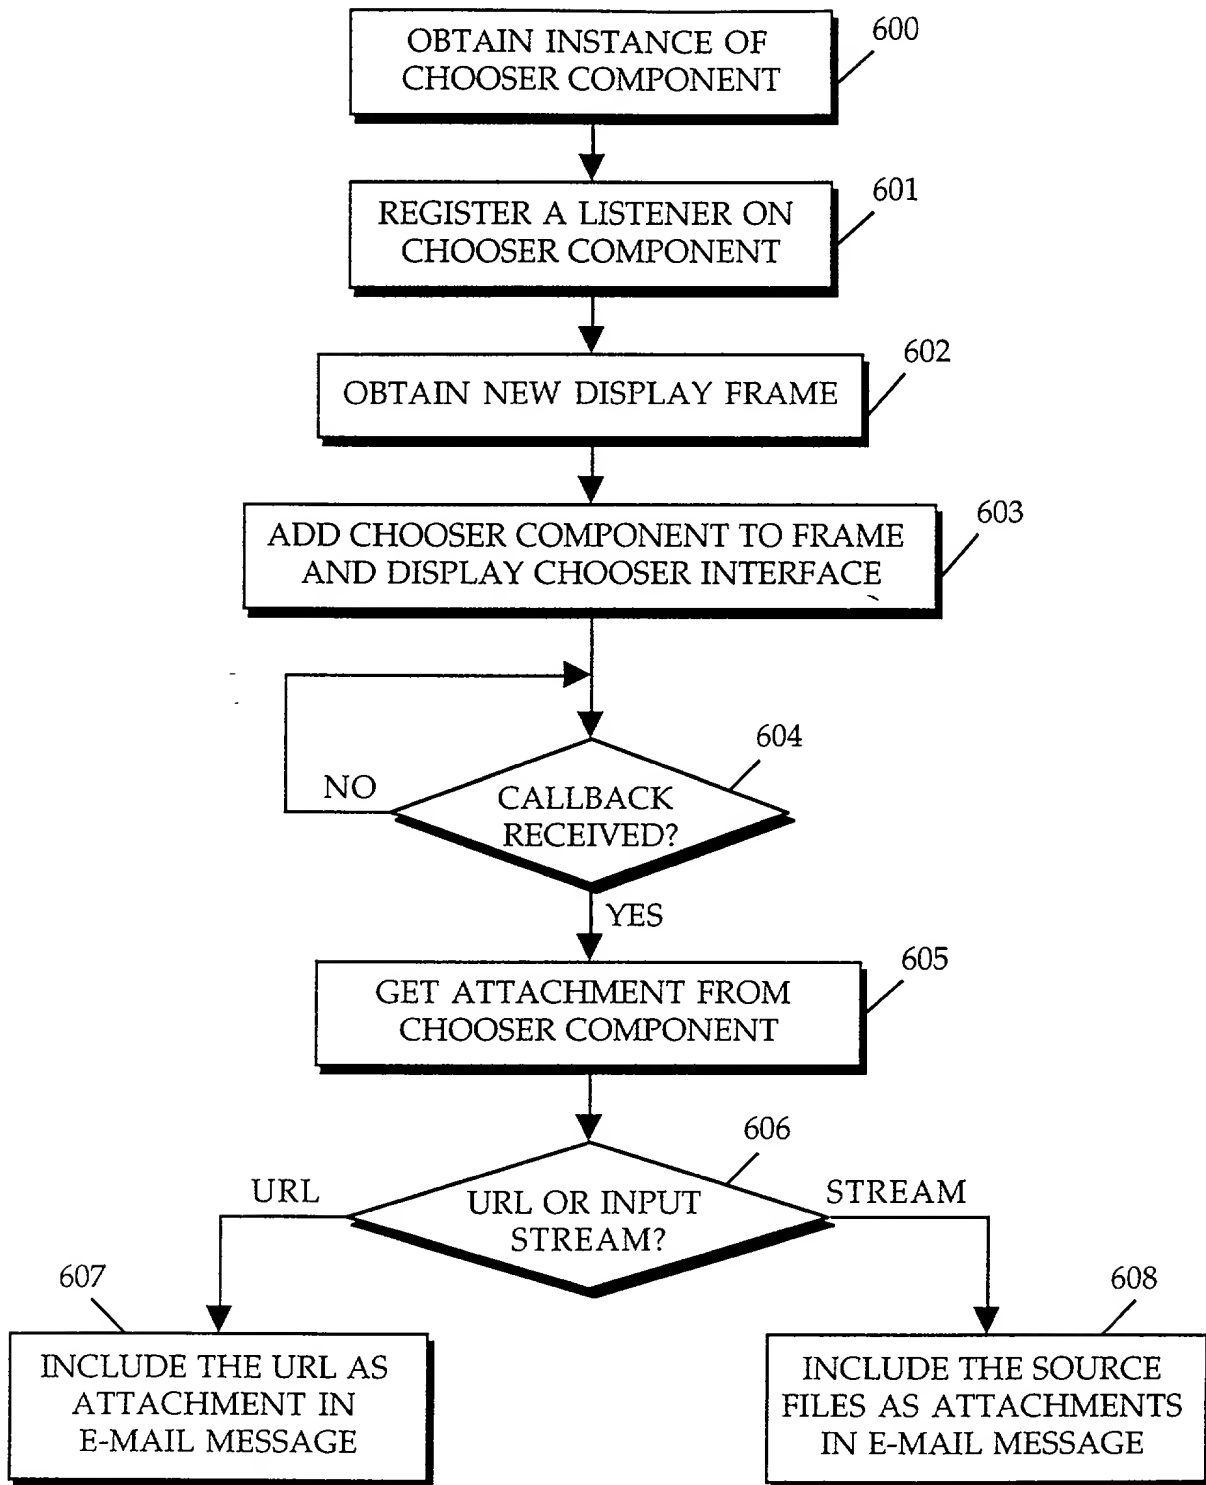 OBTAIN INSTANCE OF
CHOOSER COMPONENT
600
REGISTER A LISTENER ON
CHOOSER COMPONENT
601
OBTAIN NEW DISPLAY FRAME
602
ADD CHOOSER COMPONENT TO FRAME
AND DISPLAY CHOOSER INTERFACE
603
604
NO
CALLBACK
RECEIVED?
YES
605
GET ATTACHMENT FROM
CHOOSER COMPONENT
606
URL
URL OR INPUT
STREAM?
STREAM
607
INCLUDE THE URL AS
ATTACHMENT IN
E-MAIL MESSAGE
608
INCLUDE THE SOURCE
FILES AS ATTACHMENTS
IN E-MAIL MESSAGE